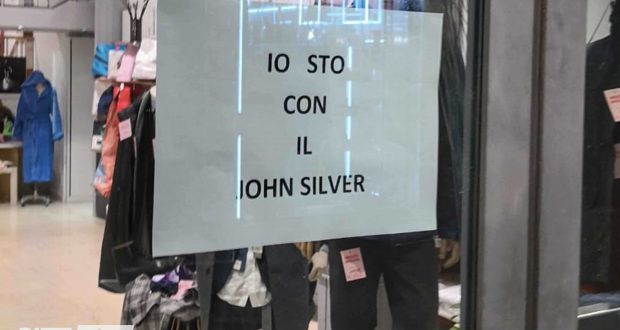 IO STO
CON
IL
JOHN SILVER